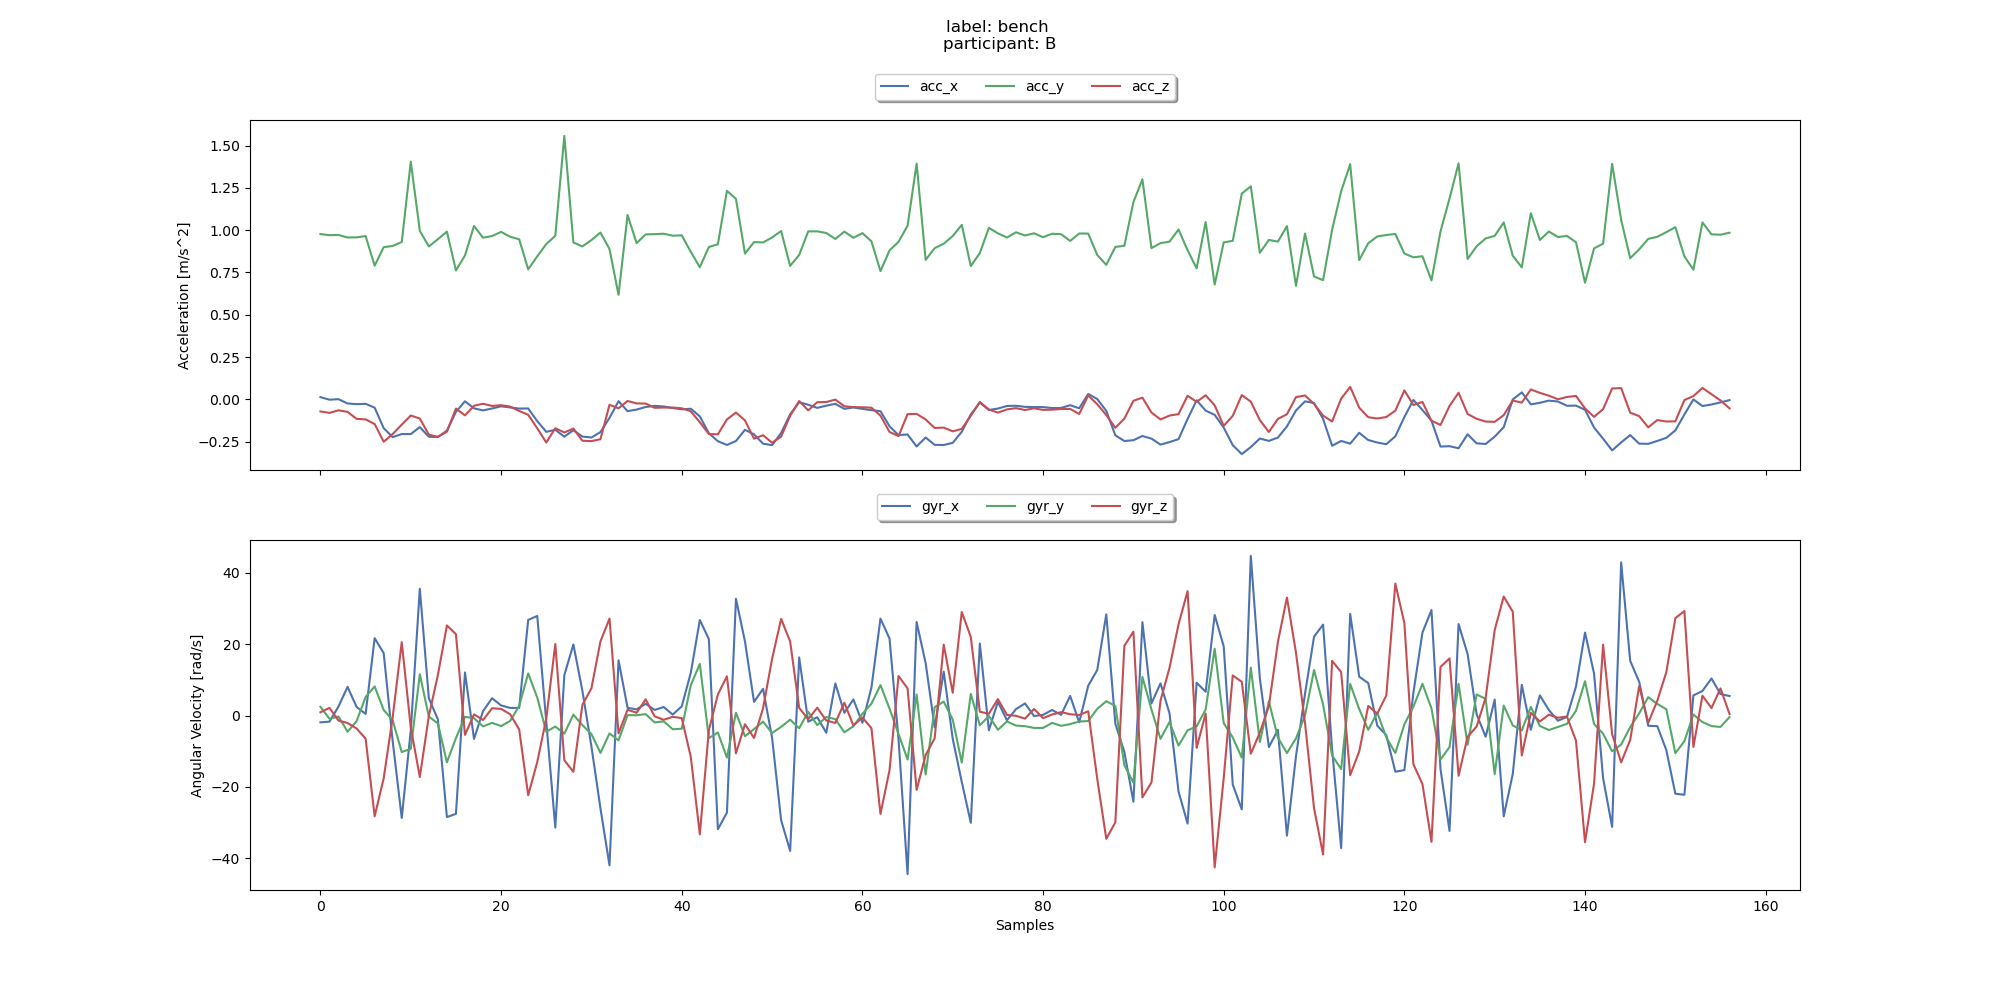 label: bench
participant: B
acc_x acc_y acc_z
1.50
1.25
1.00
0.75
0.50
0.25
0.00
−0.25
Acceleration [m/s^2]
gyr_x gyr_y gyr_z
40
20
0
−20
−40
Angular Velocity [rad/s]
0 20 40 60 80 100 120 140 160
Samples